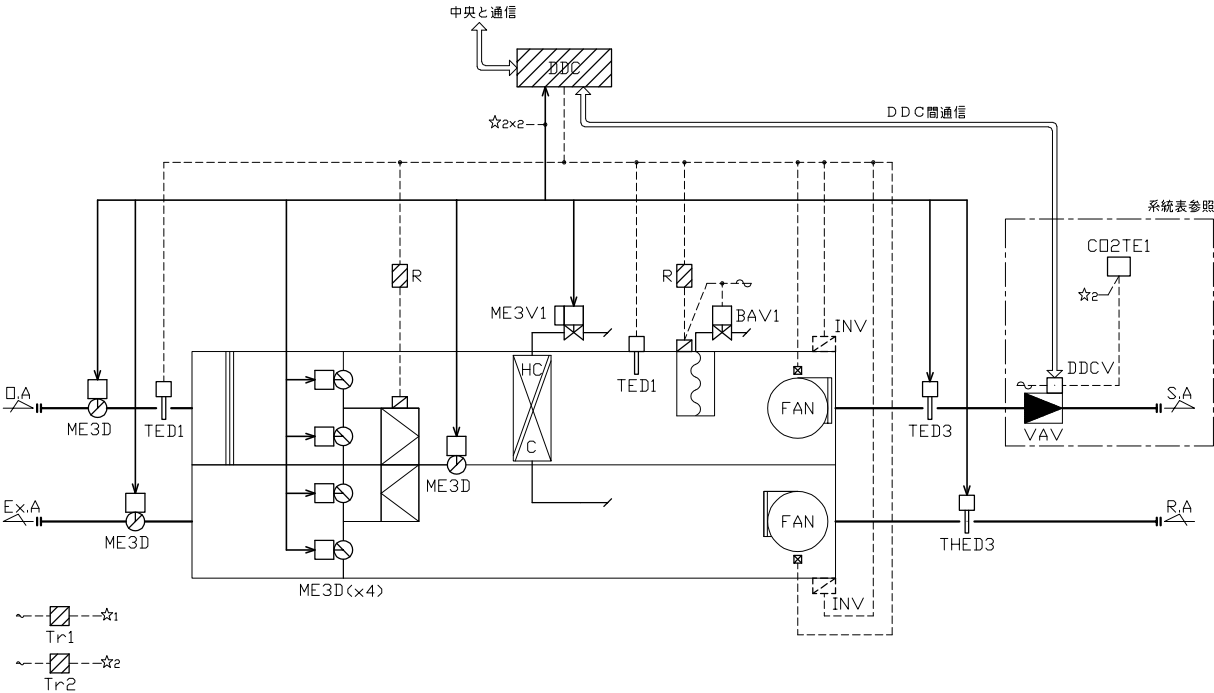 中央と通信
DDC
☆2×2
DDC間通信
系統表参照
CO2TE1
☆2
R
R
ME3V1
BAV1
INV
DDCV
HC
TED1
O.A
FAN
S.A
ME3D
TED1
C
TED3
VAV
ME3D
Ex.A
FAN
R.A
ME3D
THED3
ME3D(x4)
INV
☆1
Tr1
☆2
Tr2